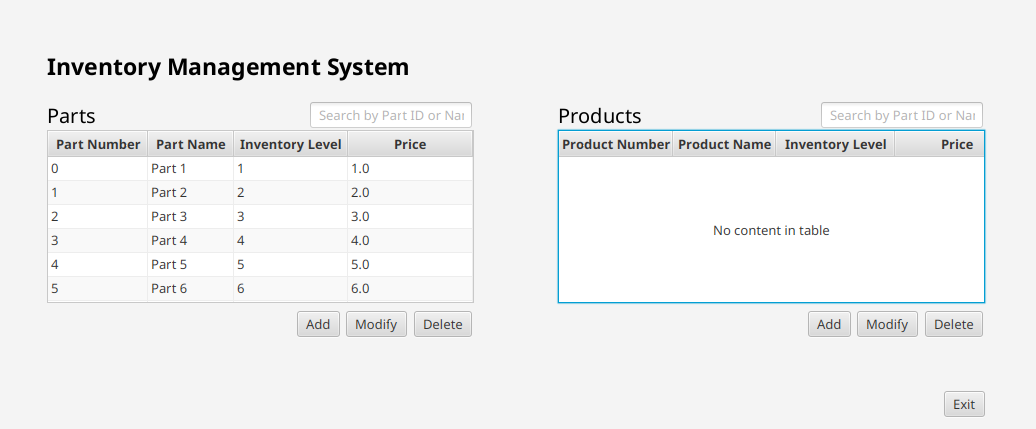 Inventory Management System
Parts
Search by Part ID or Nar
Part Number Part Name Inventory Level Price
0 Part 1 1 1.0
1 Part 2 2 2.0
2 Part 3 3 3.0
3 Part 4 4 4.0
4 Part 5 5 5.0
5 Part 6 6 6.0
Add Modify Delete
Products
Search by Part ID or Nar
Product Number Product Name Inventory Level Price
No content in table
Add Modify Delete
Exit